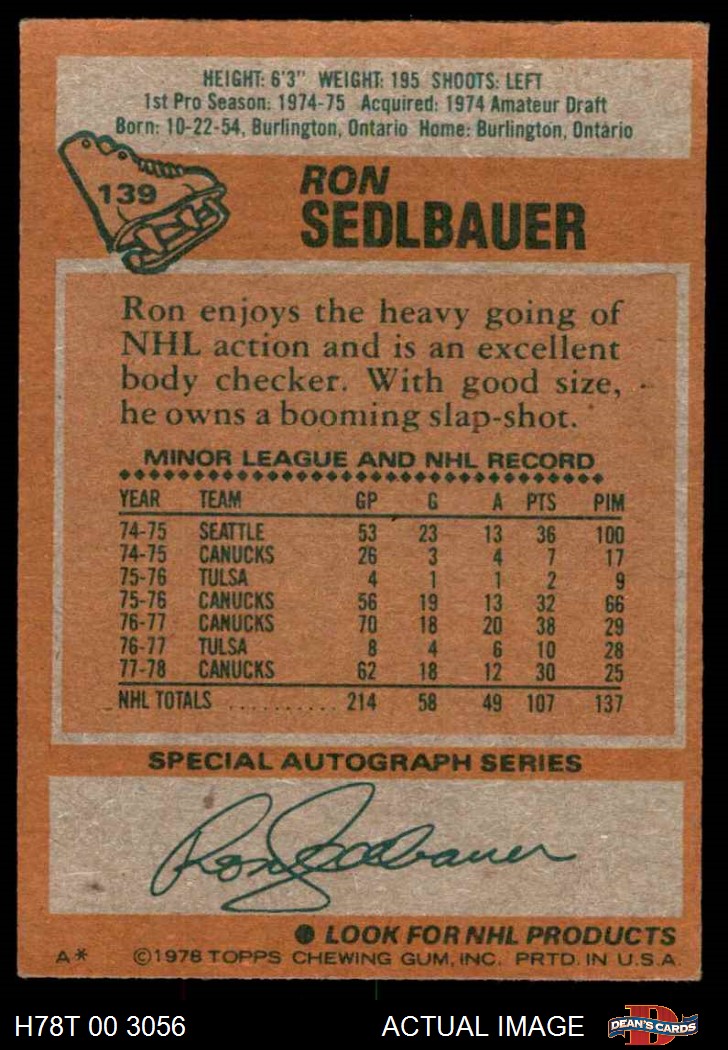 HEIGHT: 6'3" WEIGHT: 195 SHOOTS: LEFT
1st Pro Season: 1974-75 Acquired: 1974 Amateur Draft
Born: 10-22-54, Burlington, Ontario Home: Burlington, Ontario
139
RON
SEDLBAUER
Ron enjoys the heavy going of
NHL action and is an excellent
body checker. With good size,
he owns a booming slap-shot.
MINOR LEAGUE AND NHL RECORD
YEAR TEAM GP G A PTS PIM
74-75 SEATTLE 53 23 13 36 100
74-75 CANUCKS 26 3 4 7 17
75-76 TULSA 4 1 1 2 9
75-76 CANUCKS 56 19 13 32 66
76-77 CANUCKS 70 18 20 38 29
76-77 TULSA 8 4 6 10 28
77-78 CANUCKS 62 18 12 30 25
NHL TOTALS .......... 214 58 49 107 137
SPECIAL AUTOGRAPH SERIES
Ron Sedlbauer
● LOOK FOR NHL PRODUCTS
A* ©1978 TOPPS CHEWING GUM, INC. PRTD. IN U.S.A.
H78T 00 3056 ACTUAL IMAGE D DEAN'S CARDS